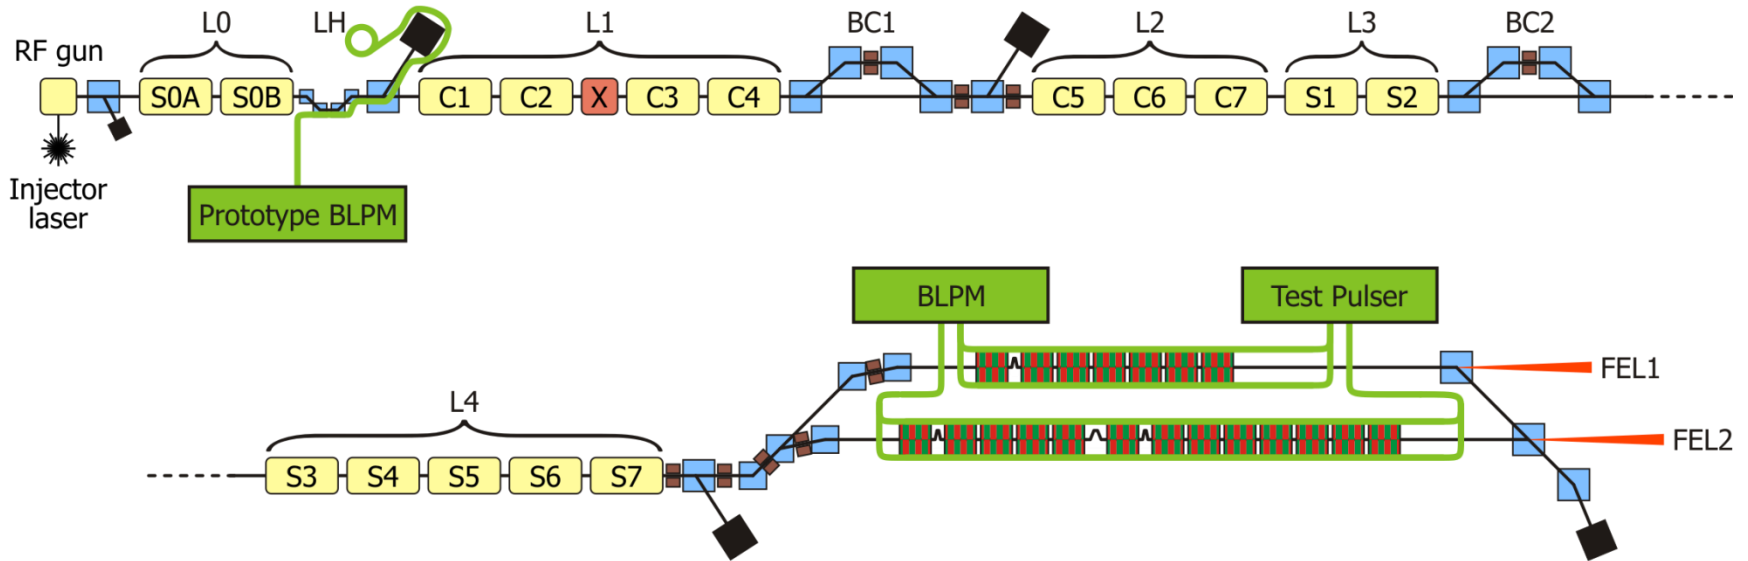 L0
LH
L1
BC1
L2
L3
BC2
RF gun
S0A
S0B
C1
C2
X
C3
C4
C5
C6
C7
S1
S2
Injector
laser
Prototype BLPM
BLPM
Test Pulser
FEL1
L4
FEL2
S3
S4
S5
S6
S7